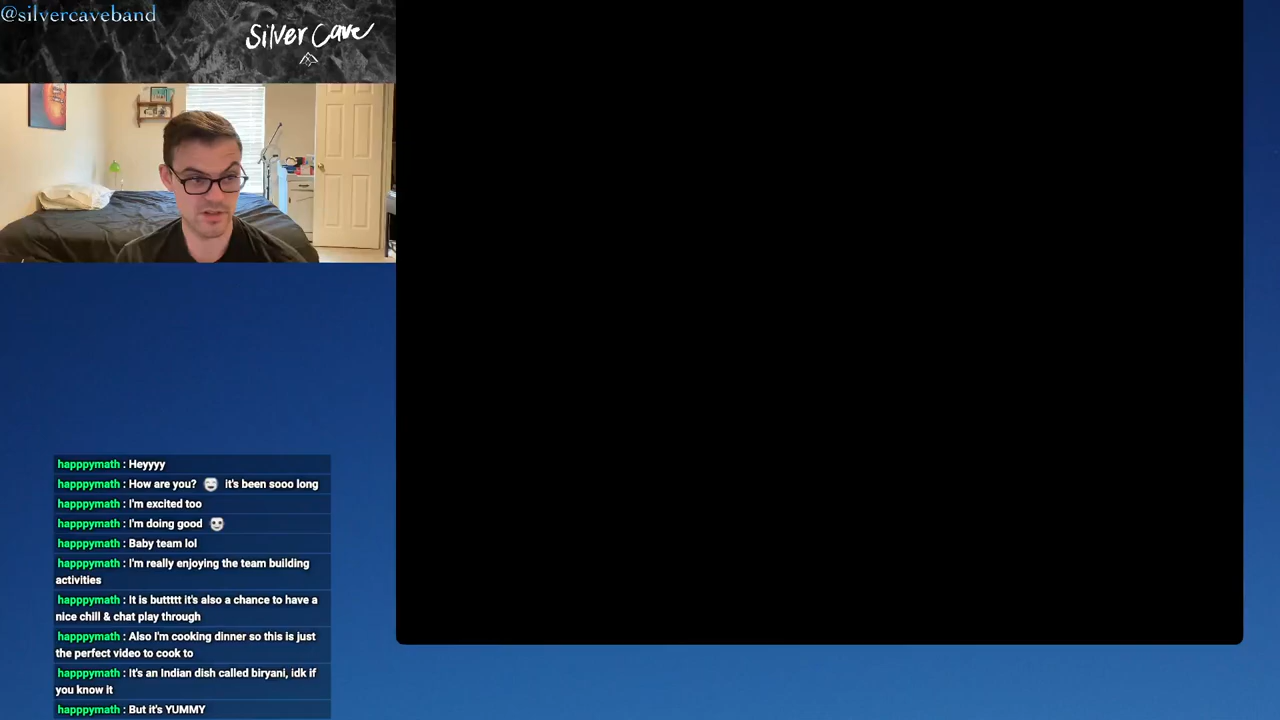 @silvercaveband
Silver Cave
happpymath : Heyyyy
happpymath : How are you? it's been sooo long
happpymath : I'm excited too
happpymath : I'm doing good
happpymath : Baby team lol
happpymath : I'm really enjoying the team building
activities
happpymath : It is buttttt it's also a chance to have a
nice chill & chat play through
happpymath : Also I'm cooking dinner so this is just
the perfect video to cook to
happpymath : It's an Indian dish called biryani, idk if
you know it
happpymath : But it's YUMMY